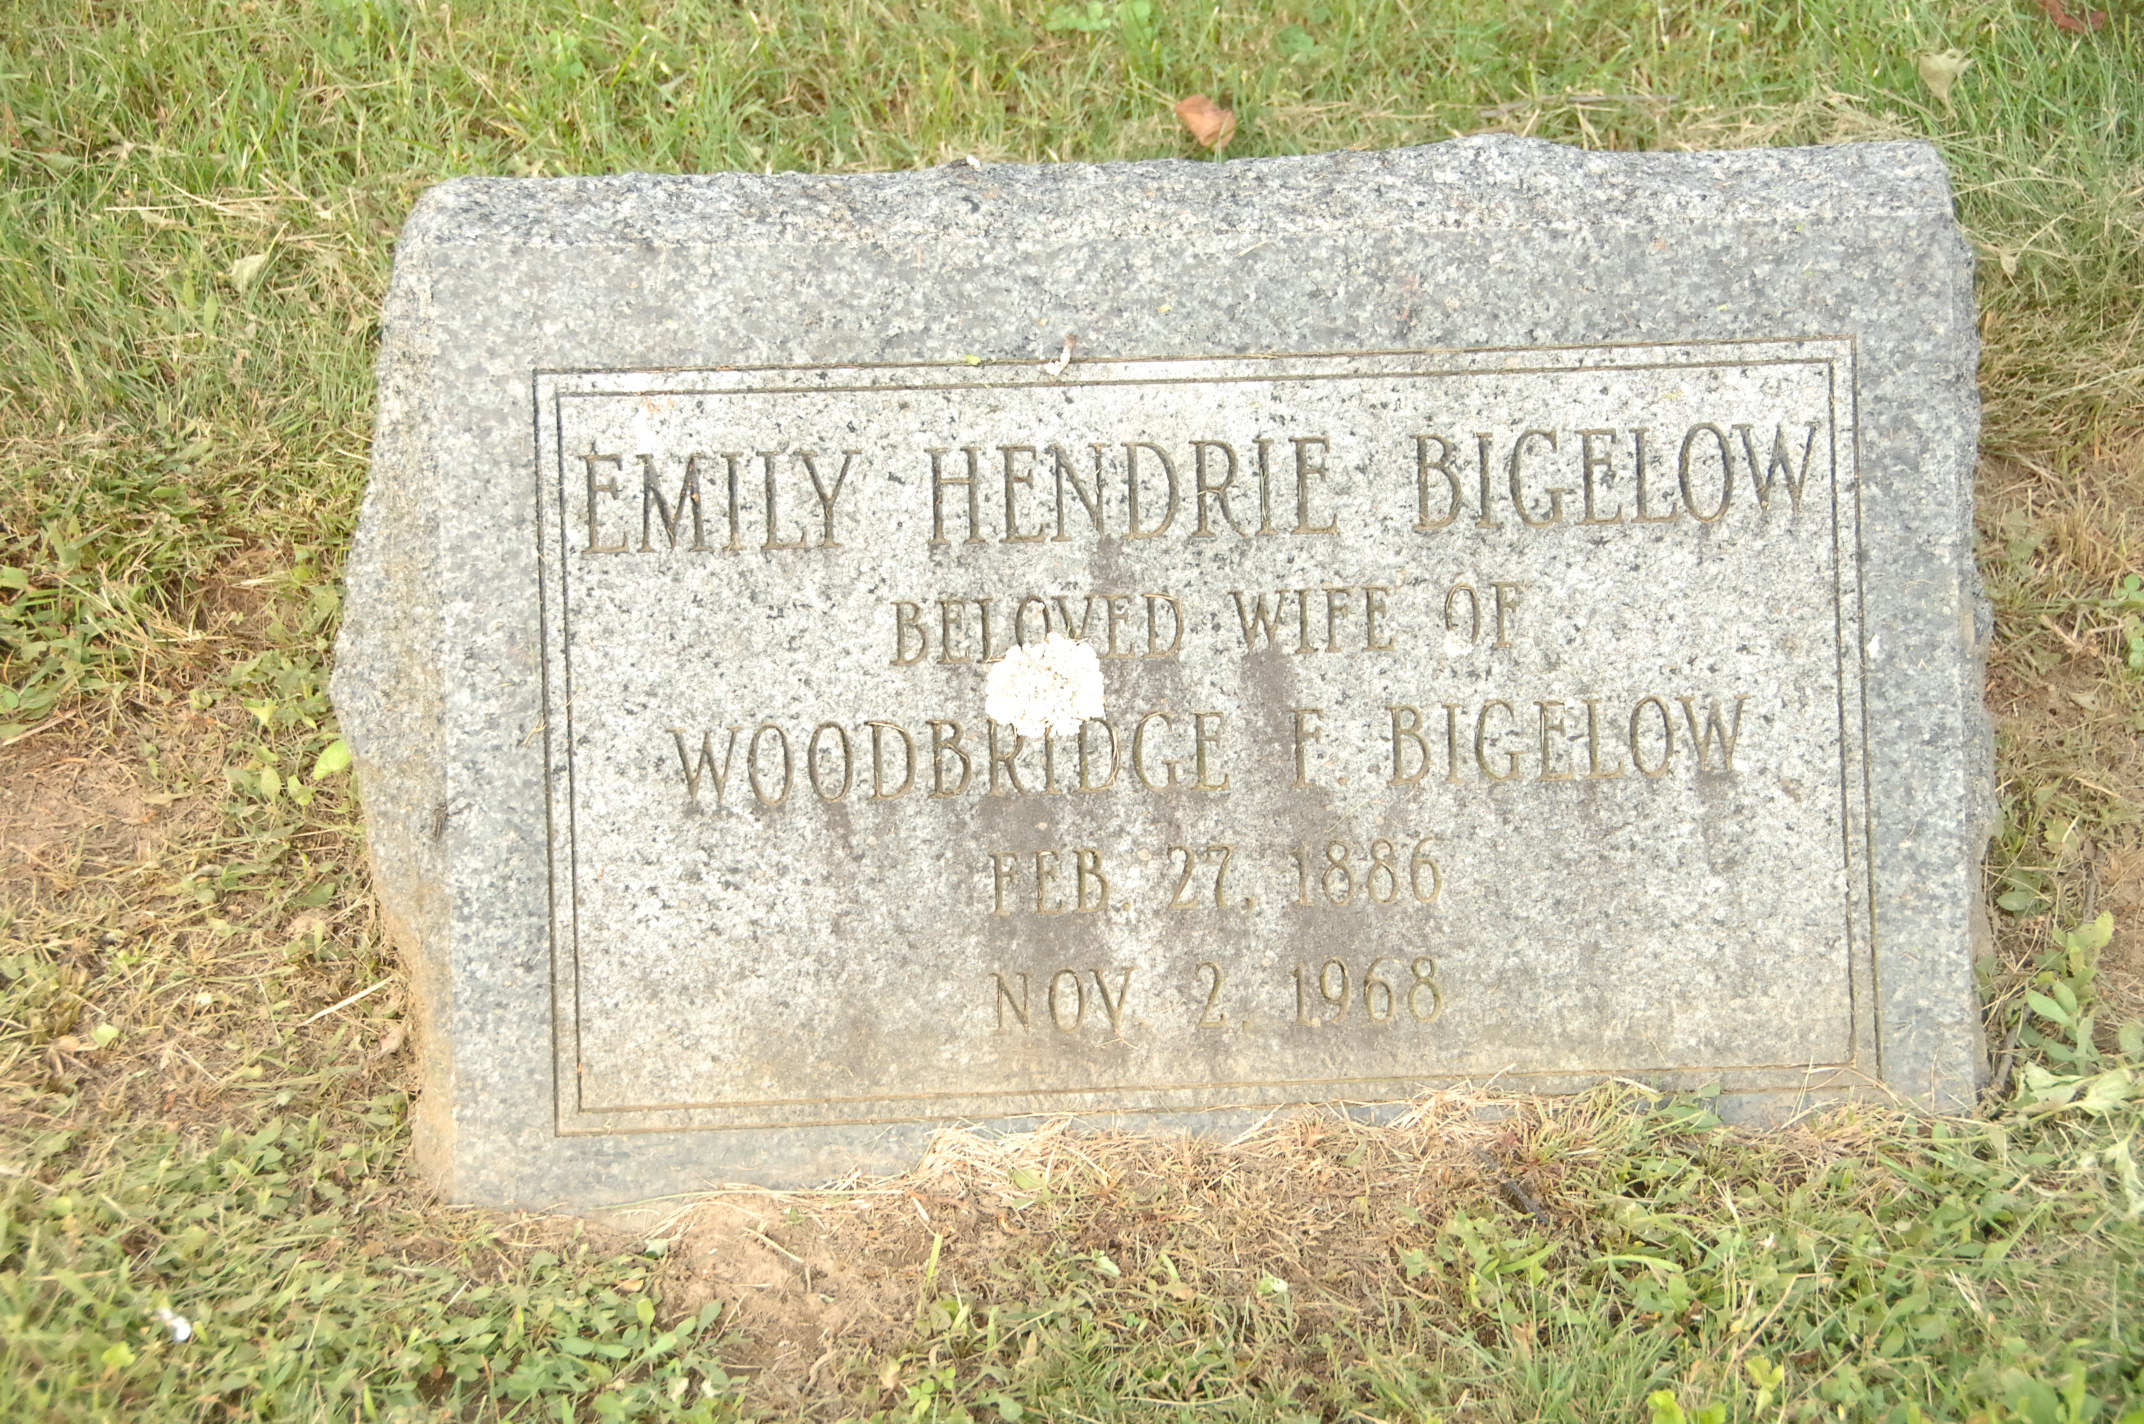 EMILY HENDRIE BIGELOW
BELOVED WIFE OF
WOODBRIDGE F. BIGELOW
FEB. 27, 1886
NOV. 2, 1968